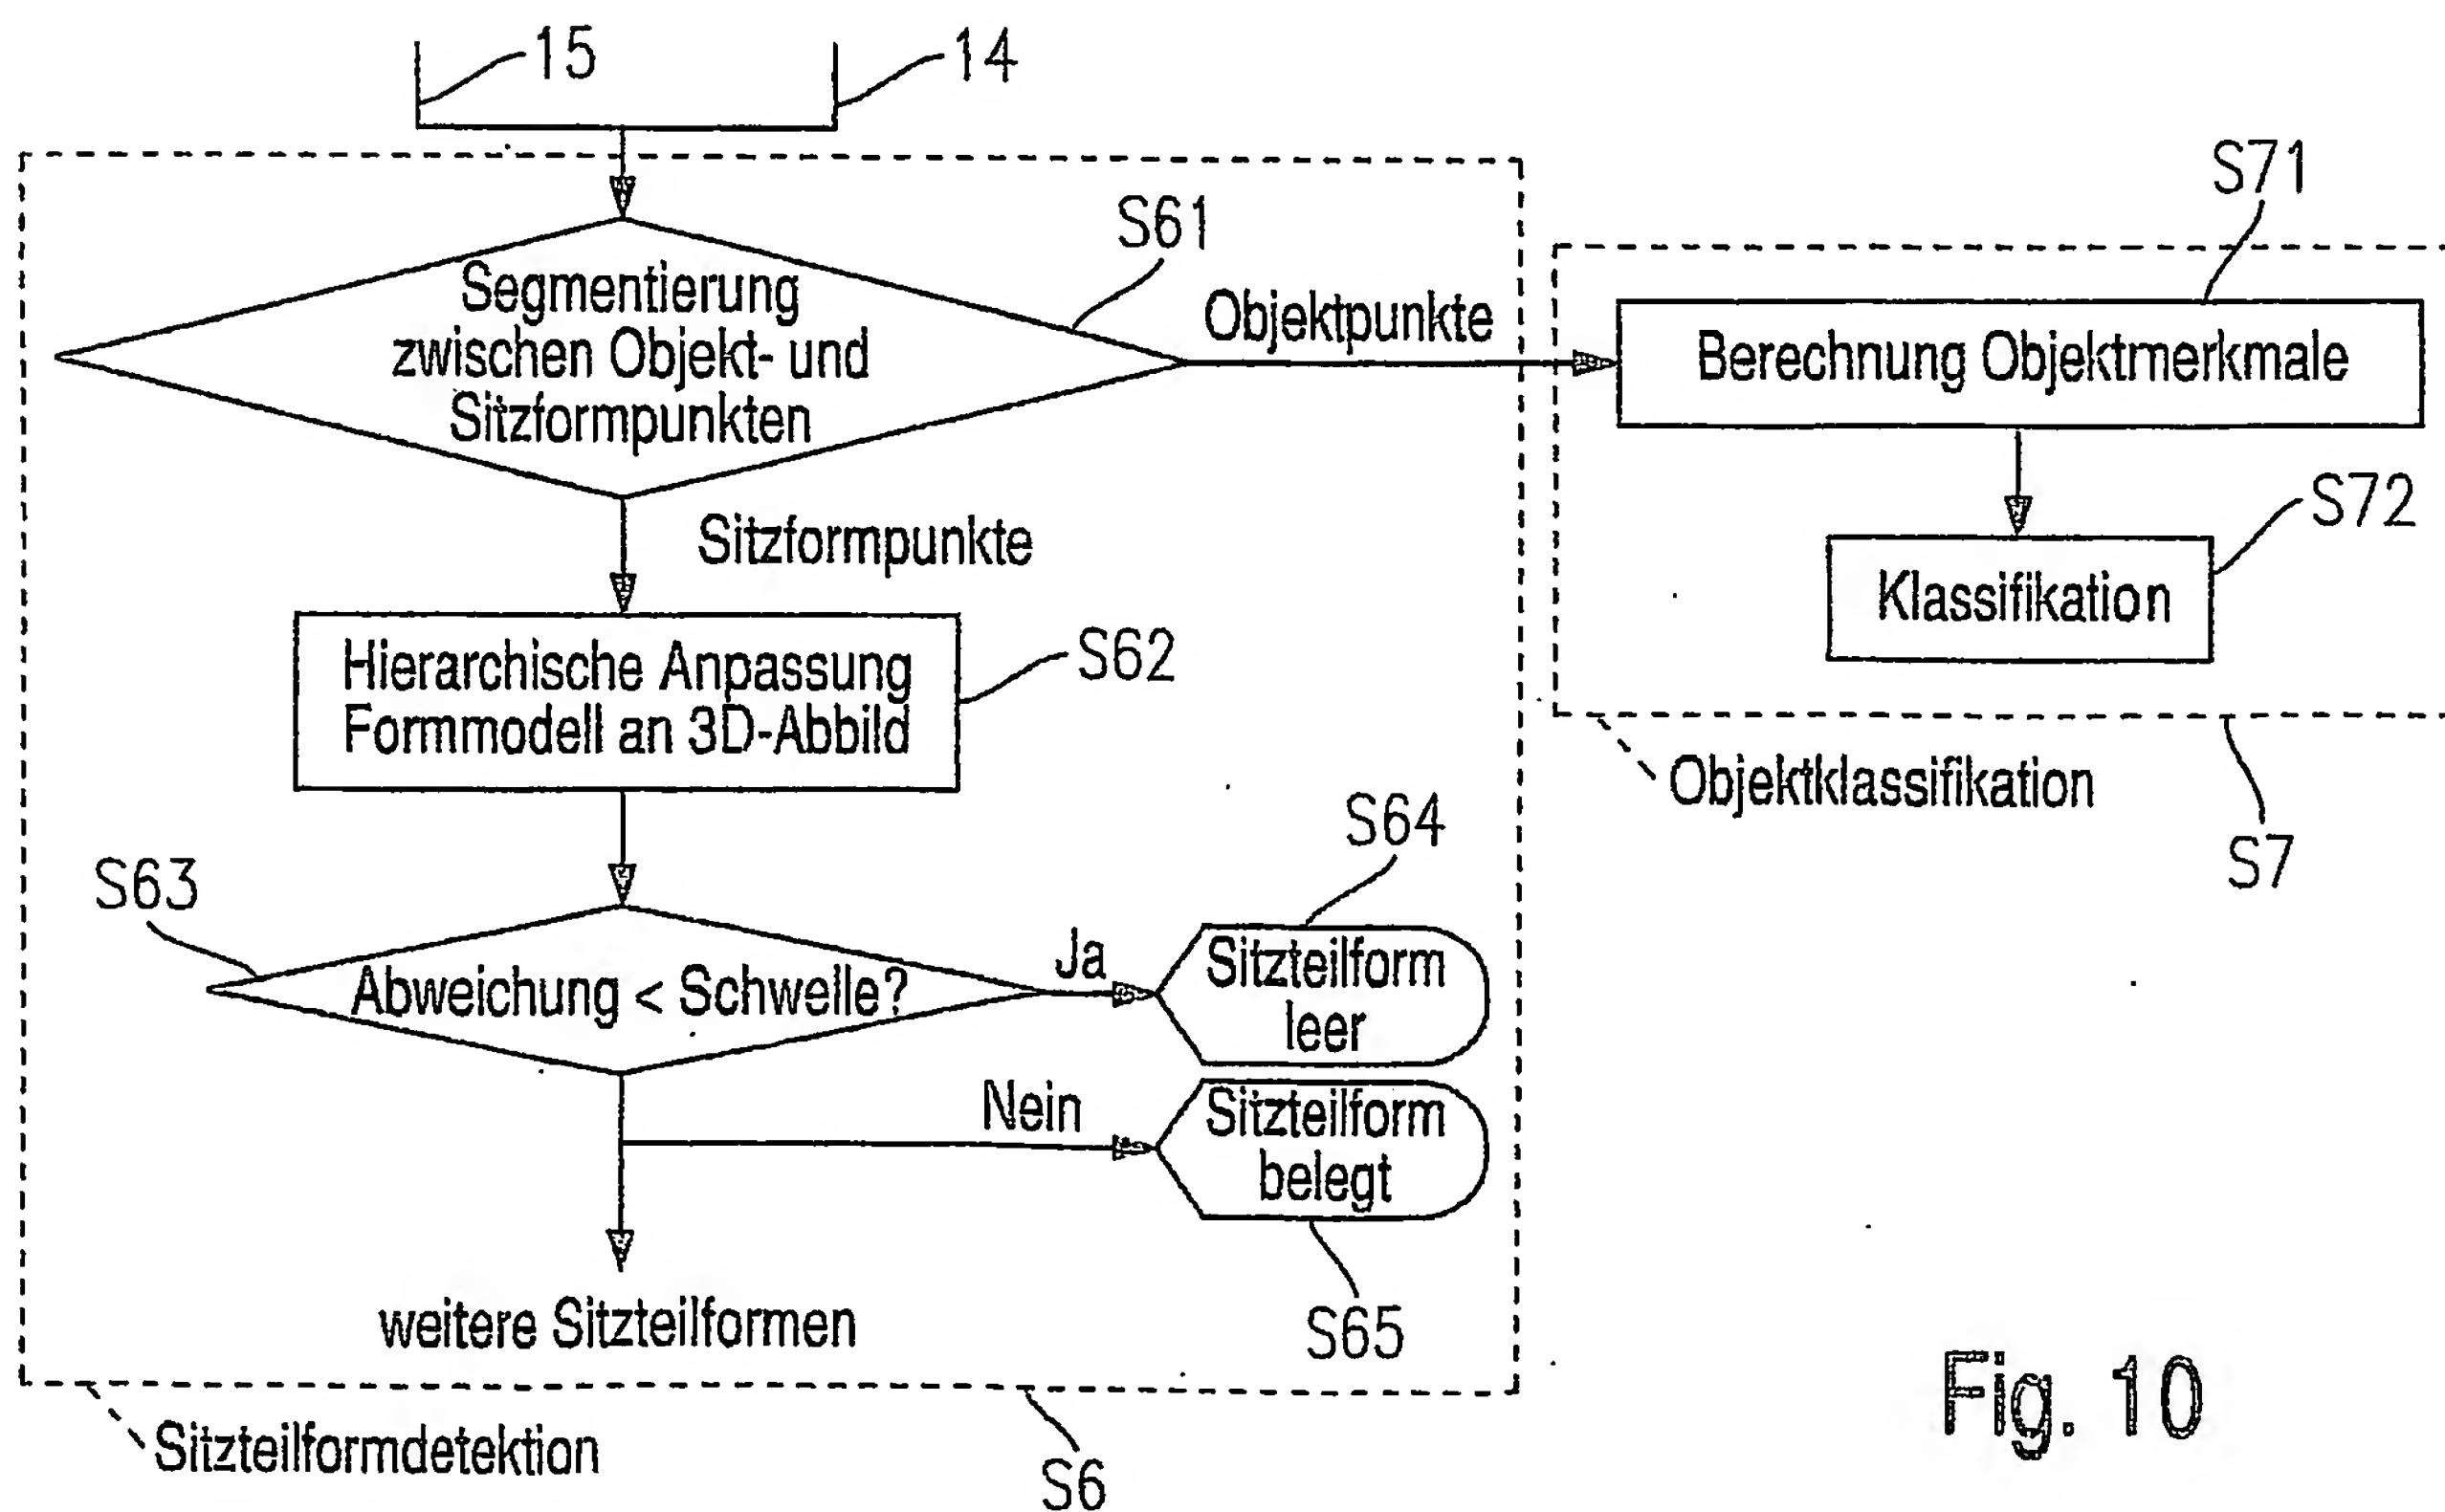 15
14
S61
Segmentierung
zwischen Objekt- und
Sitzformpunkten
Objektpunkte
S71
Berechnung Objektmerkmale
S72
Klassifikation
Objektklassifikation
S7
Sitzformpunkte
Hierarchische Anpassung
Formmodell an 3D-Abbild
S62
S63
Abweichung < Schwelle?
Ja
S64
Sitzteilform
leer
Nein
Sitzteilform
belegt
S65
weitere Sitzteilformen
Sitzteilformdetektion
S6
Fig. 10